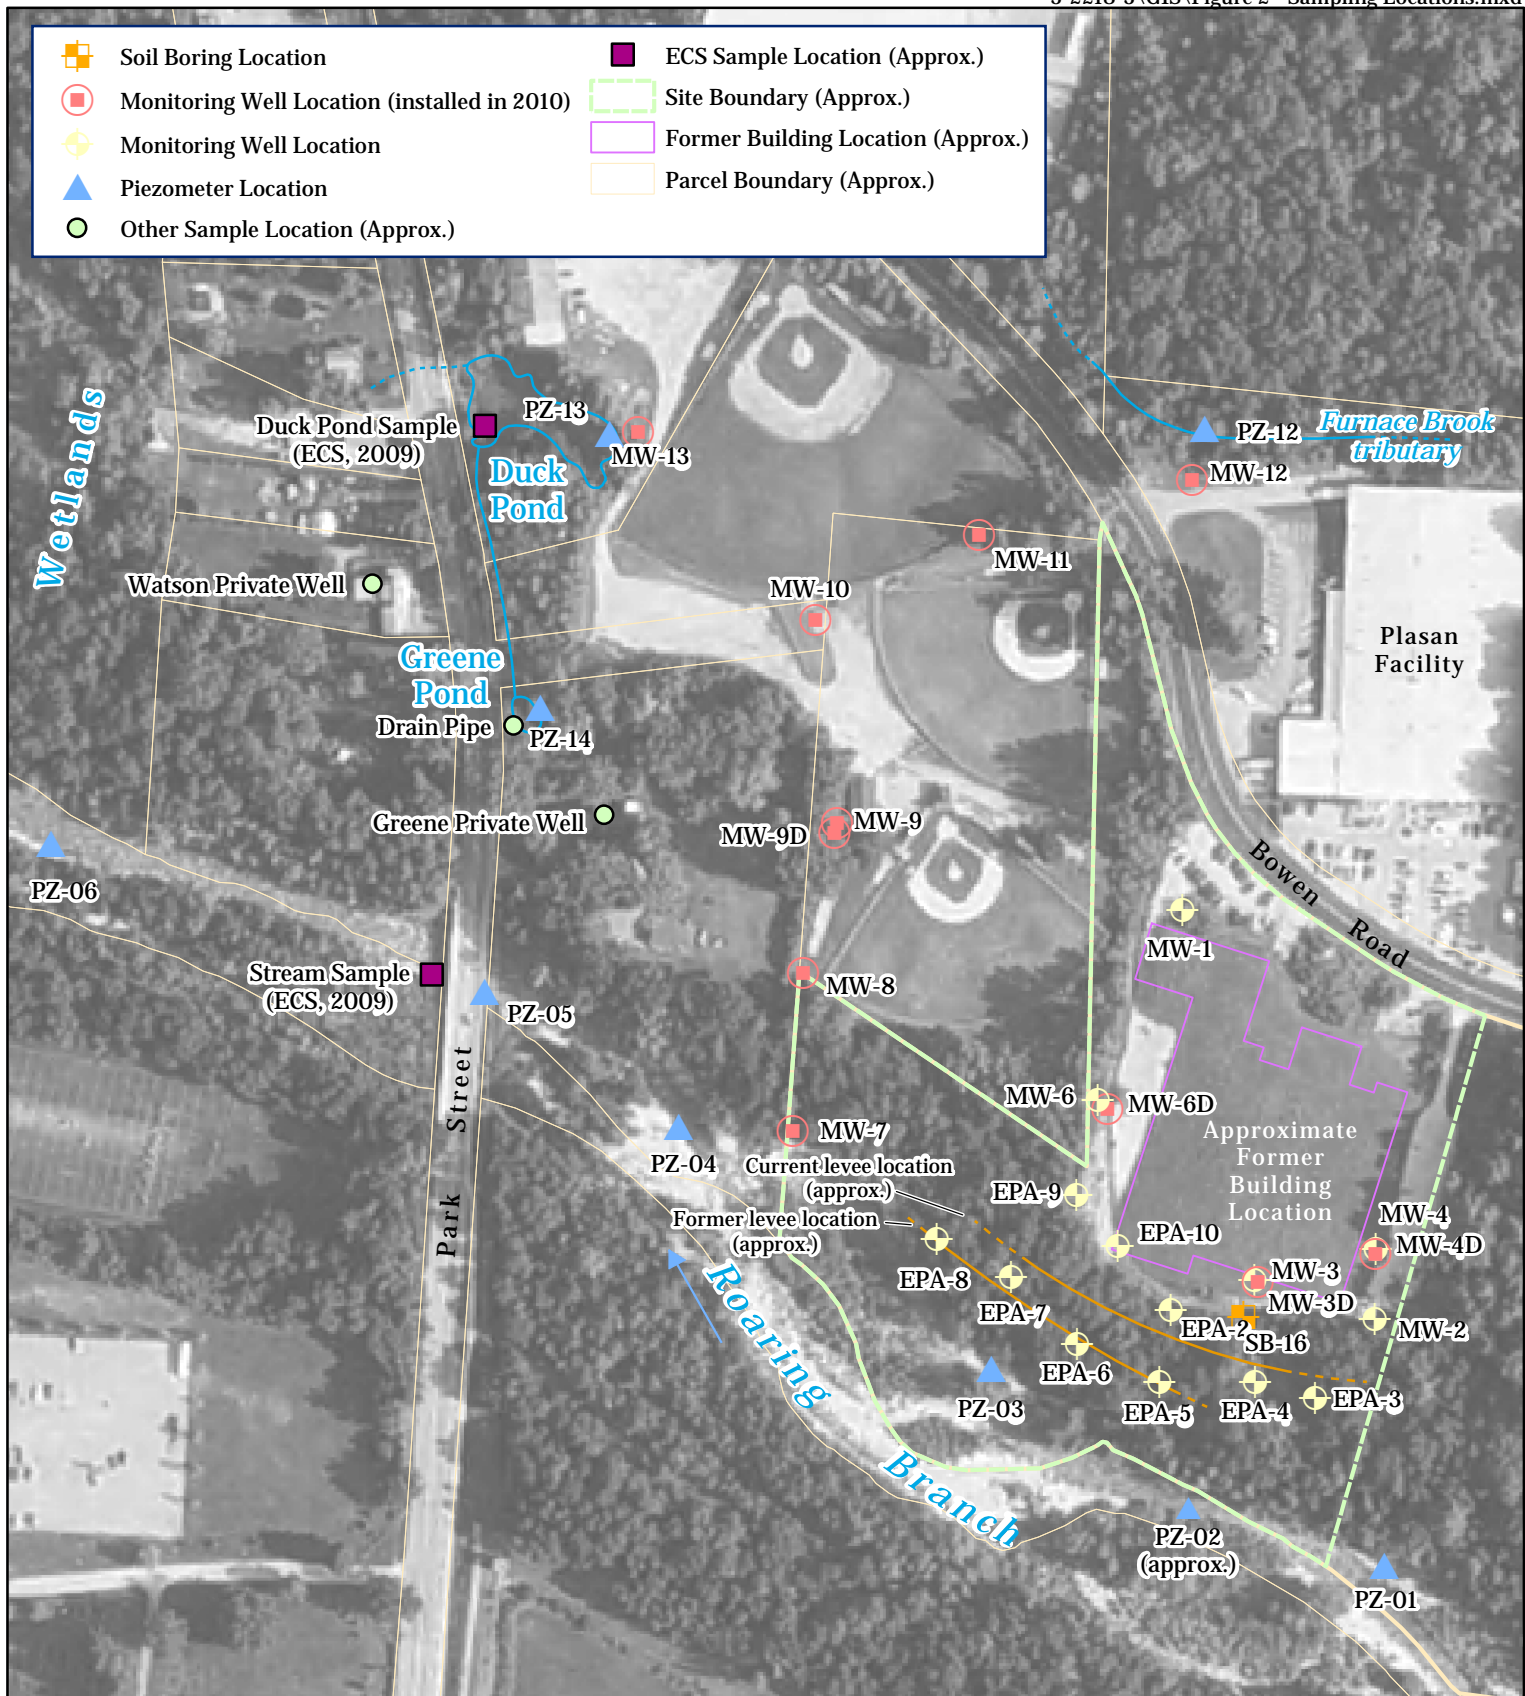 Soil Boring Location
Monitoring Well Location (installed in 2010)
Monitoring Well Location
Piezometer Location
Other Sample Location (Approx.)
ECS Sample Location (Approx.)
Site Boundary (Approx.)
Former Building Location (Approx.)
Parcel Boundary (Approx.)
Wetlands
Duck Pond Sample
(ECS, 2009)
PZ-13
MW-13
Duck
Pond
PZ-12
Furnace Brook
tributary
MW-12
MW-11
Watson Private Well
MW-10
Plasan
Facility
Greene
Pond
Drain Pipe
PZ-14
Greene Private Well
MW-9
MW-9D
PZ-06
Bowen Road
MW-1
Stream Sample
(ECS, 2009)
PZ-05
MW-8
Park Street
MW-6
MW-6D
MW-7
PZ-04
Approximate
Former
Building
Location
Current levee location
(approx.)
EPA-9
Former levee location
(approx.)
EPA-10
MW-4
MW-4D
EPA-8
MW-3
MW-3D
EPA-7
EPA-2
SB-16
MW-2
Roaring
Branch
EPA-6
PZ-03
EPA-5
EPA-4
EPA-3
PZ-02
(approx.)
PZ-01